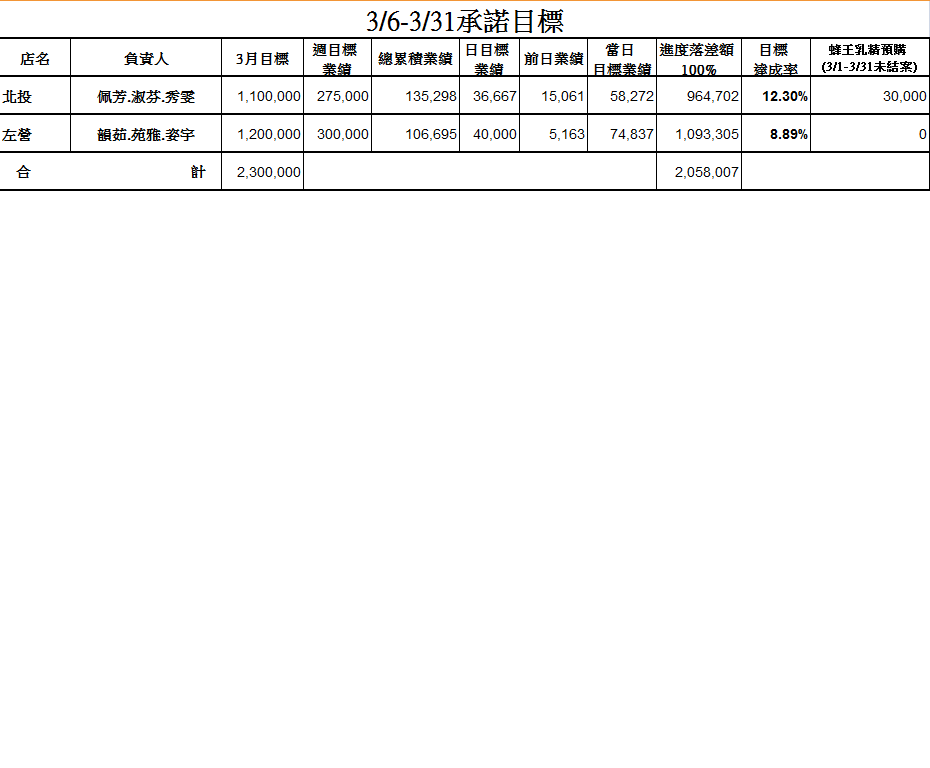 3/6-3/31承諾目標
店名 負責人 3月目標 週目標業績 總累積業績 日目標業績 前日業績 當日目標業績 進度落差額100% 目標達成率 蜂王乳精預購(3/1-3/31未結案)
北投 佩芳.淑芬.秀雯 1,100,000 275,000 135,298 36,667 15,061 58,272 964,702 12.30% 30,000
左營 韻茹.苑雅.姿宇 1,200,000 300,000 106,695 40,000 5,163 74,837 1,093,305 8.89% 0
合 計 2,300,000 2,058,007